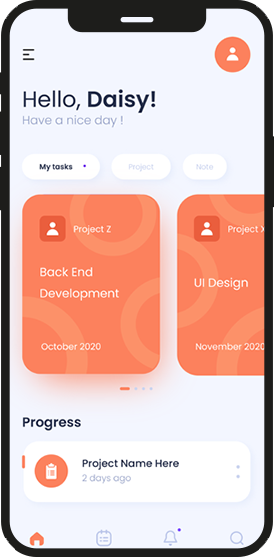 Hello, Daisy!
Have a nice day !
My tasks
Project
Note
Project Z
Back End
Development
October 2020
Project X
UI Design
November 2020
Progress
Project Name Here
2 days ago